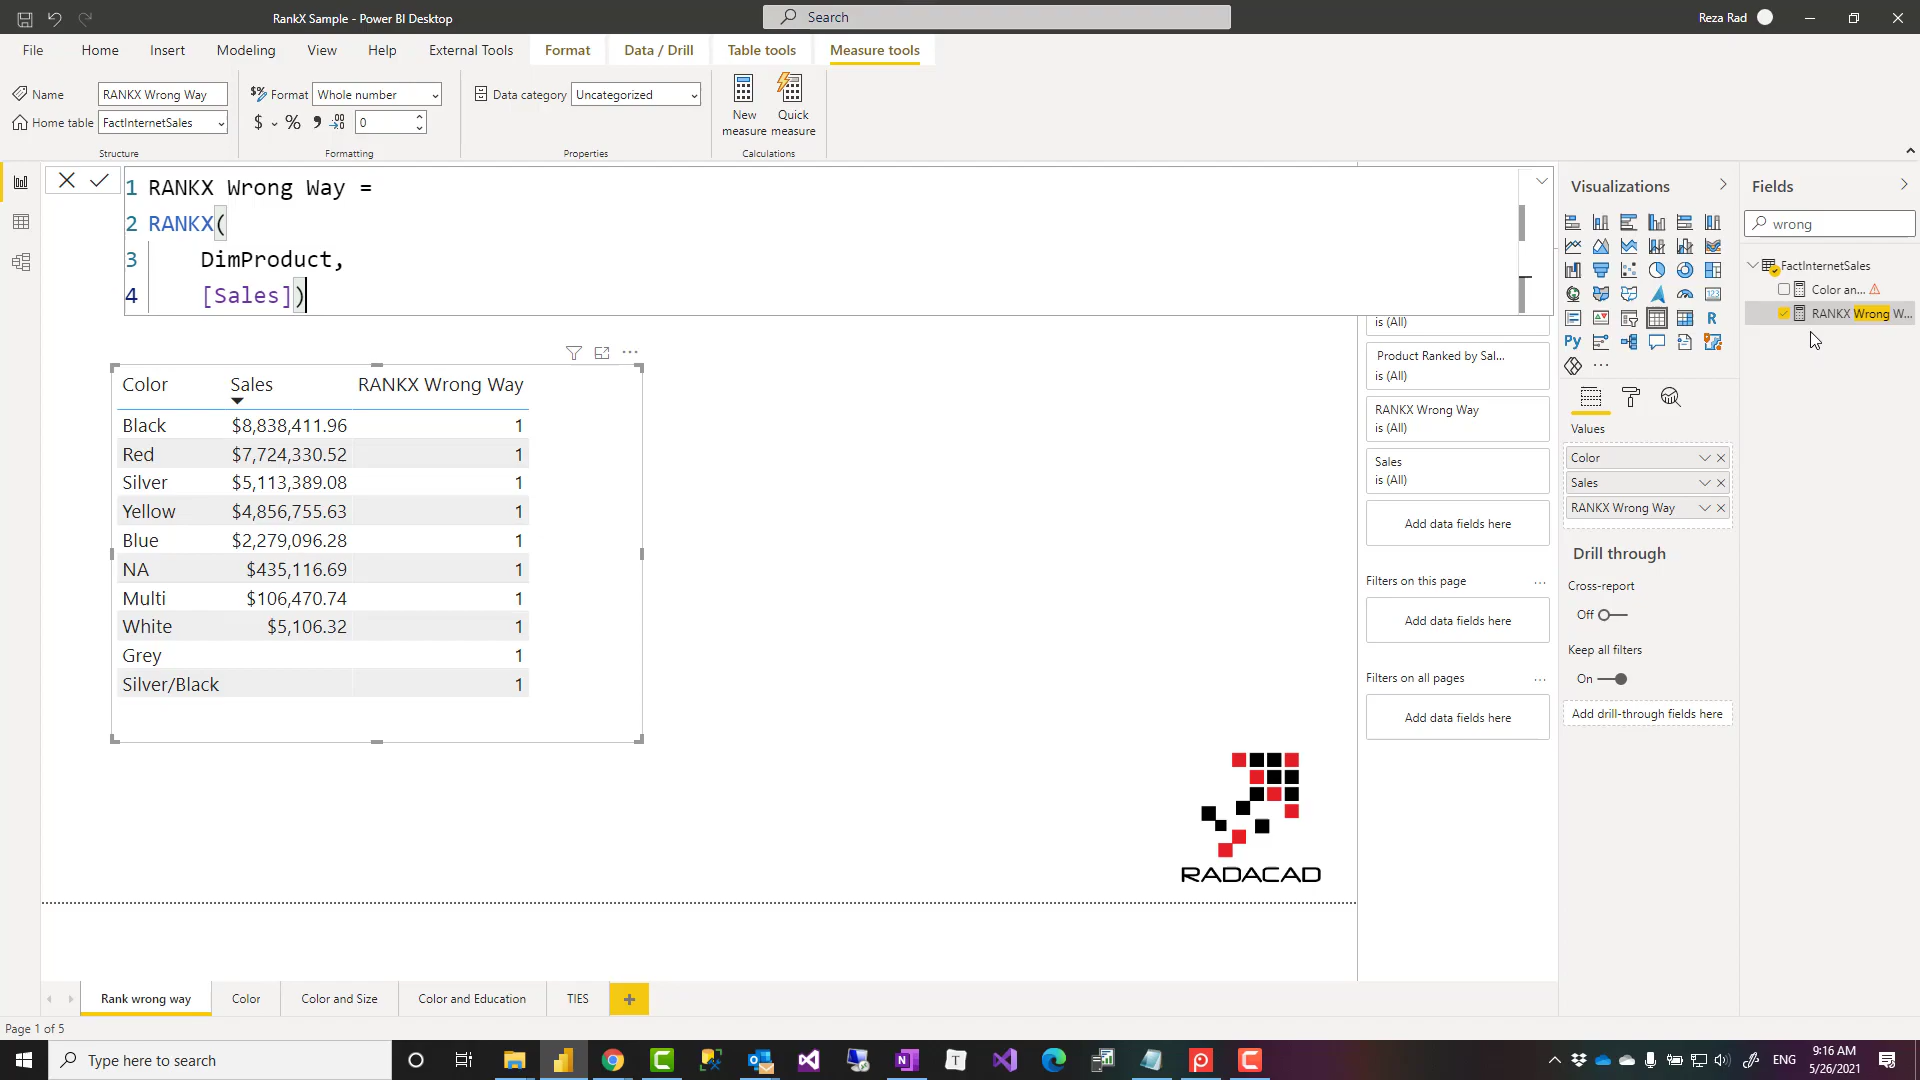 RankX Sample - Power BI Desktop
Search
Reza Rad
File Home Insert Modeling View Help External Tools Format Data / Drill Table tools Measure tools
Name RANKX Wrong Way
Home table FactInternetSales
Structure
Format Whole number
$ % 0
Formatting
Data category Uncategorized
Properties
New measure
Quick measure
Calculations
1 RANKX Wrong Way =
2 RANKX(
3 DimProduct,
4 [Sales])
Color Sales RANKX Wrong Way
Black $8,838,411.96 1
Red $7,724,330.52 1
Silver $5,113,389.08 1
Yellow $4,856,755.63 1
Blue $2,279,096.28 1
NA $435,116.69 1
Multi $106,470.74 1
White $5,106.32 1
Grey 1
Silver/Black 1
RADACAD
is (All)
Product Ranked by Sal...
is (All)
RANKX Wrong Way
is (All)
Sales
is (All)
Add data fields here
Filters on this page ...
Add data fields here
Filters on all pages ...
Add data fields here
Visualizations
R
Py
...
Values
Color
Sales
RANKX Wrong Way
Drill through
Cross-report
Off
Keep all filters
On
Add drill-through fields here
Fields
wrong
FactInternetSales
Color an...
RANKX Wrong W...
Rank wrong way Color Color and Size Color and Education TIES +
Page 1 of 5
Type here to search
ENG
9:16 AM
5/26/2021